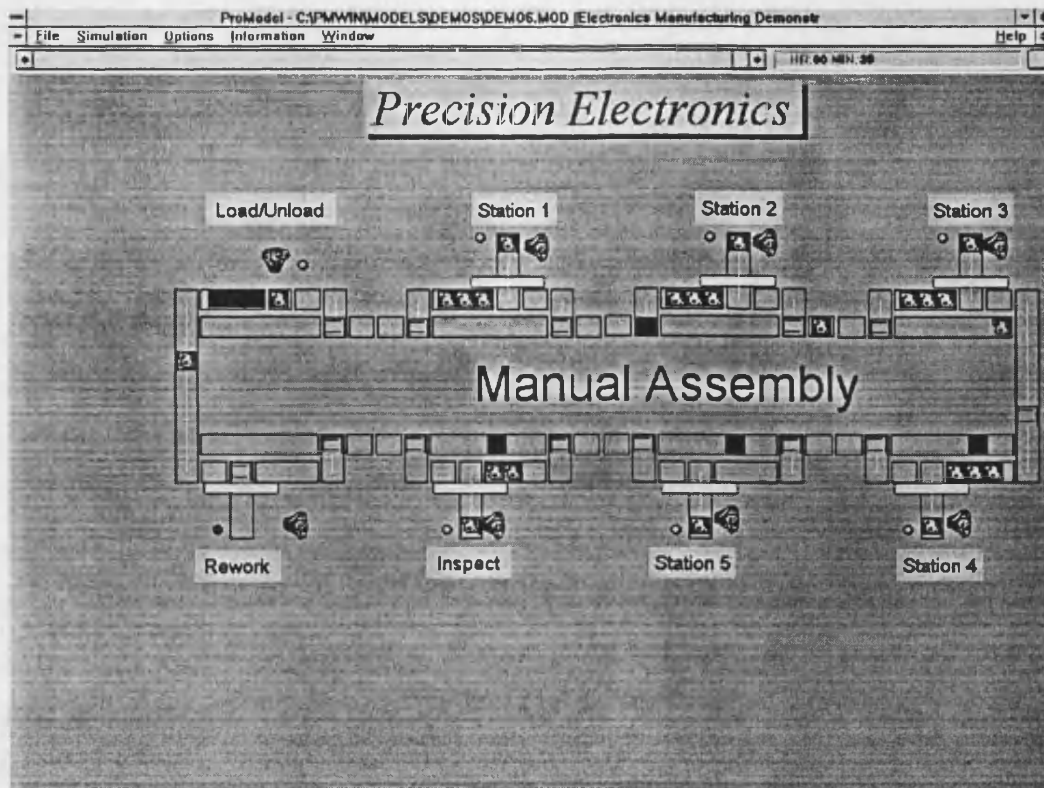 ProModel - C:\PMWIN\MODELS\DEMOS\DEMO6.MOD [Electronics Manufacturing Demonstr
File Simulation Options Information Window Help
Precision Electronics
Load/Unload Station 1 Station 2 Station 3
Manual Assembly
Rework Inspect Station 5 Station 4